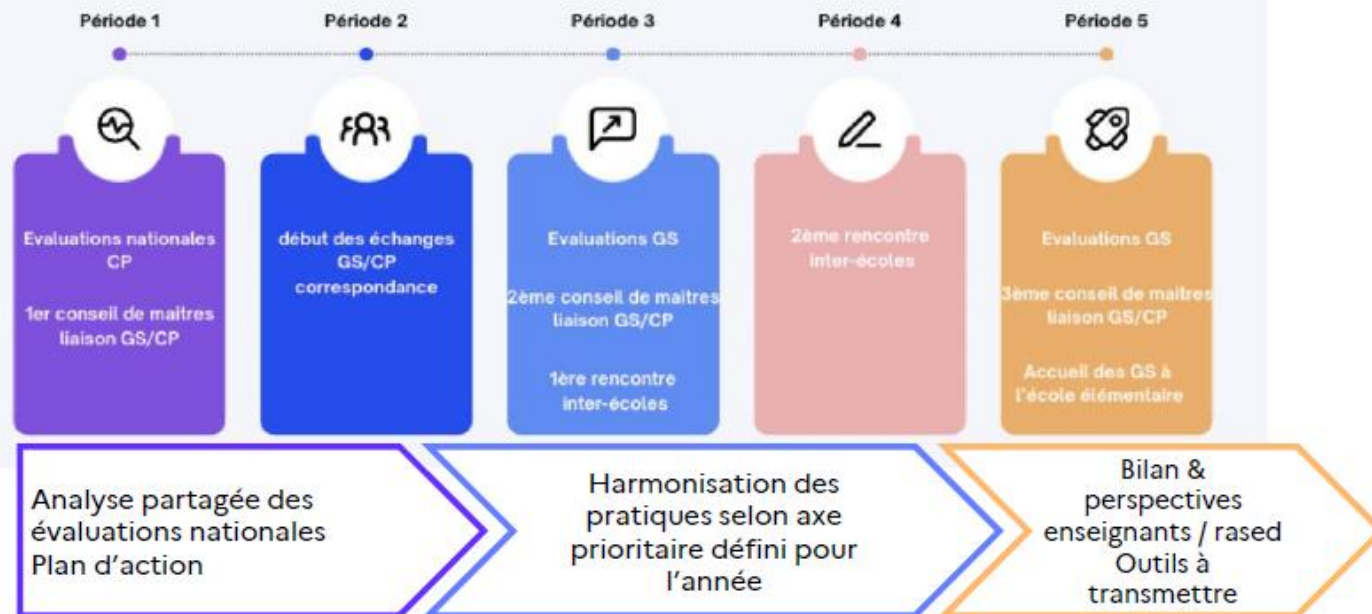 Période 1
Période 2
Période 3
Période 4
Période 5
Evaluations nationales
CP
1er conseil de maitres
liaison GS/CP
début des échanges
GS/CP
correspondance
Evaluations GS
2ème conseil de maitres
liaison GS/CP
1ère rencontre
inter-écoles
2ème rencontre
inter-écoles
Evaluations GS
3ème conseil de maitres
liaison GS/CP
Accueil des GS à
l'école élémentaire
Analyse partagée des
évaluations nationales
Plan d'action
Harmonisation des
pratiques selon axe
prioritaire défini pour
l'année
Bilan &
perspectives
enseignants / rased
Outils à
transmettre